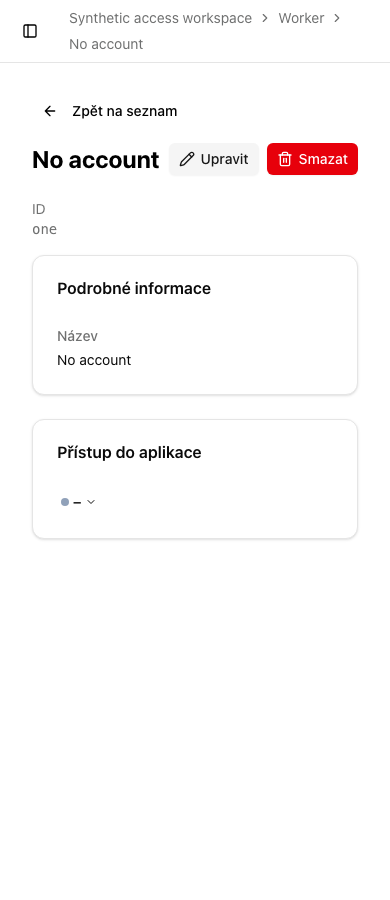 Synthetic access workspace > Worker >
No account
Zpět na seznam
No account Upravit Smazat
ID
one
Podrobné informace
Název
No account
Přístup do aplikace
–